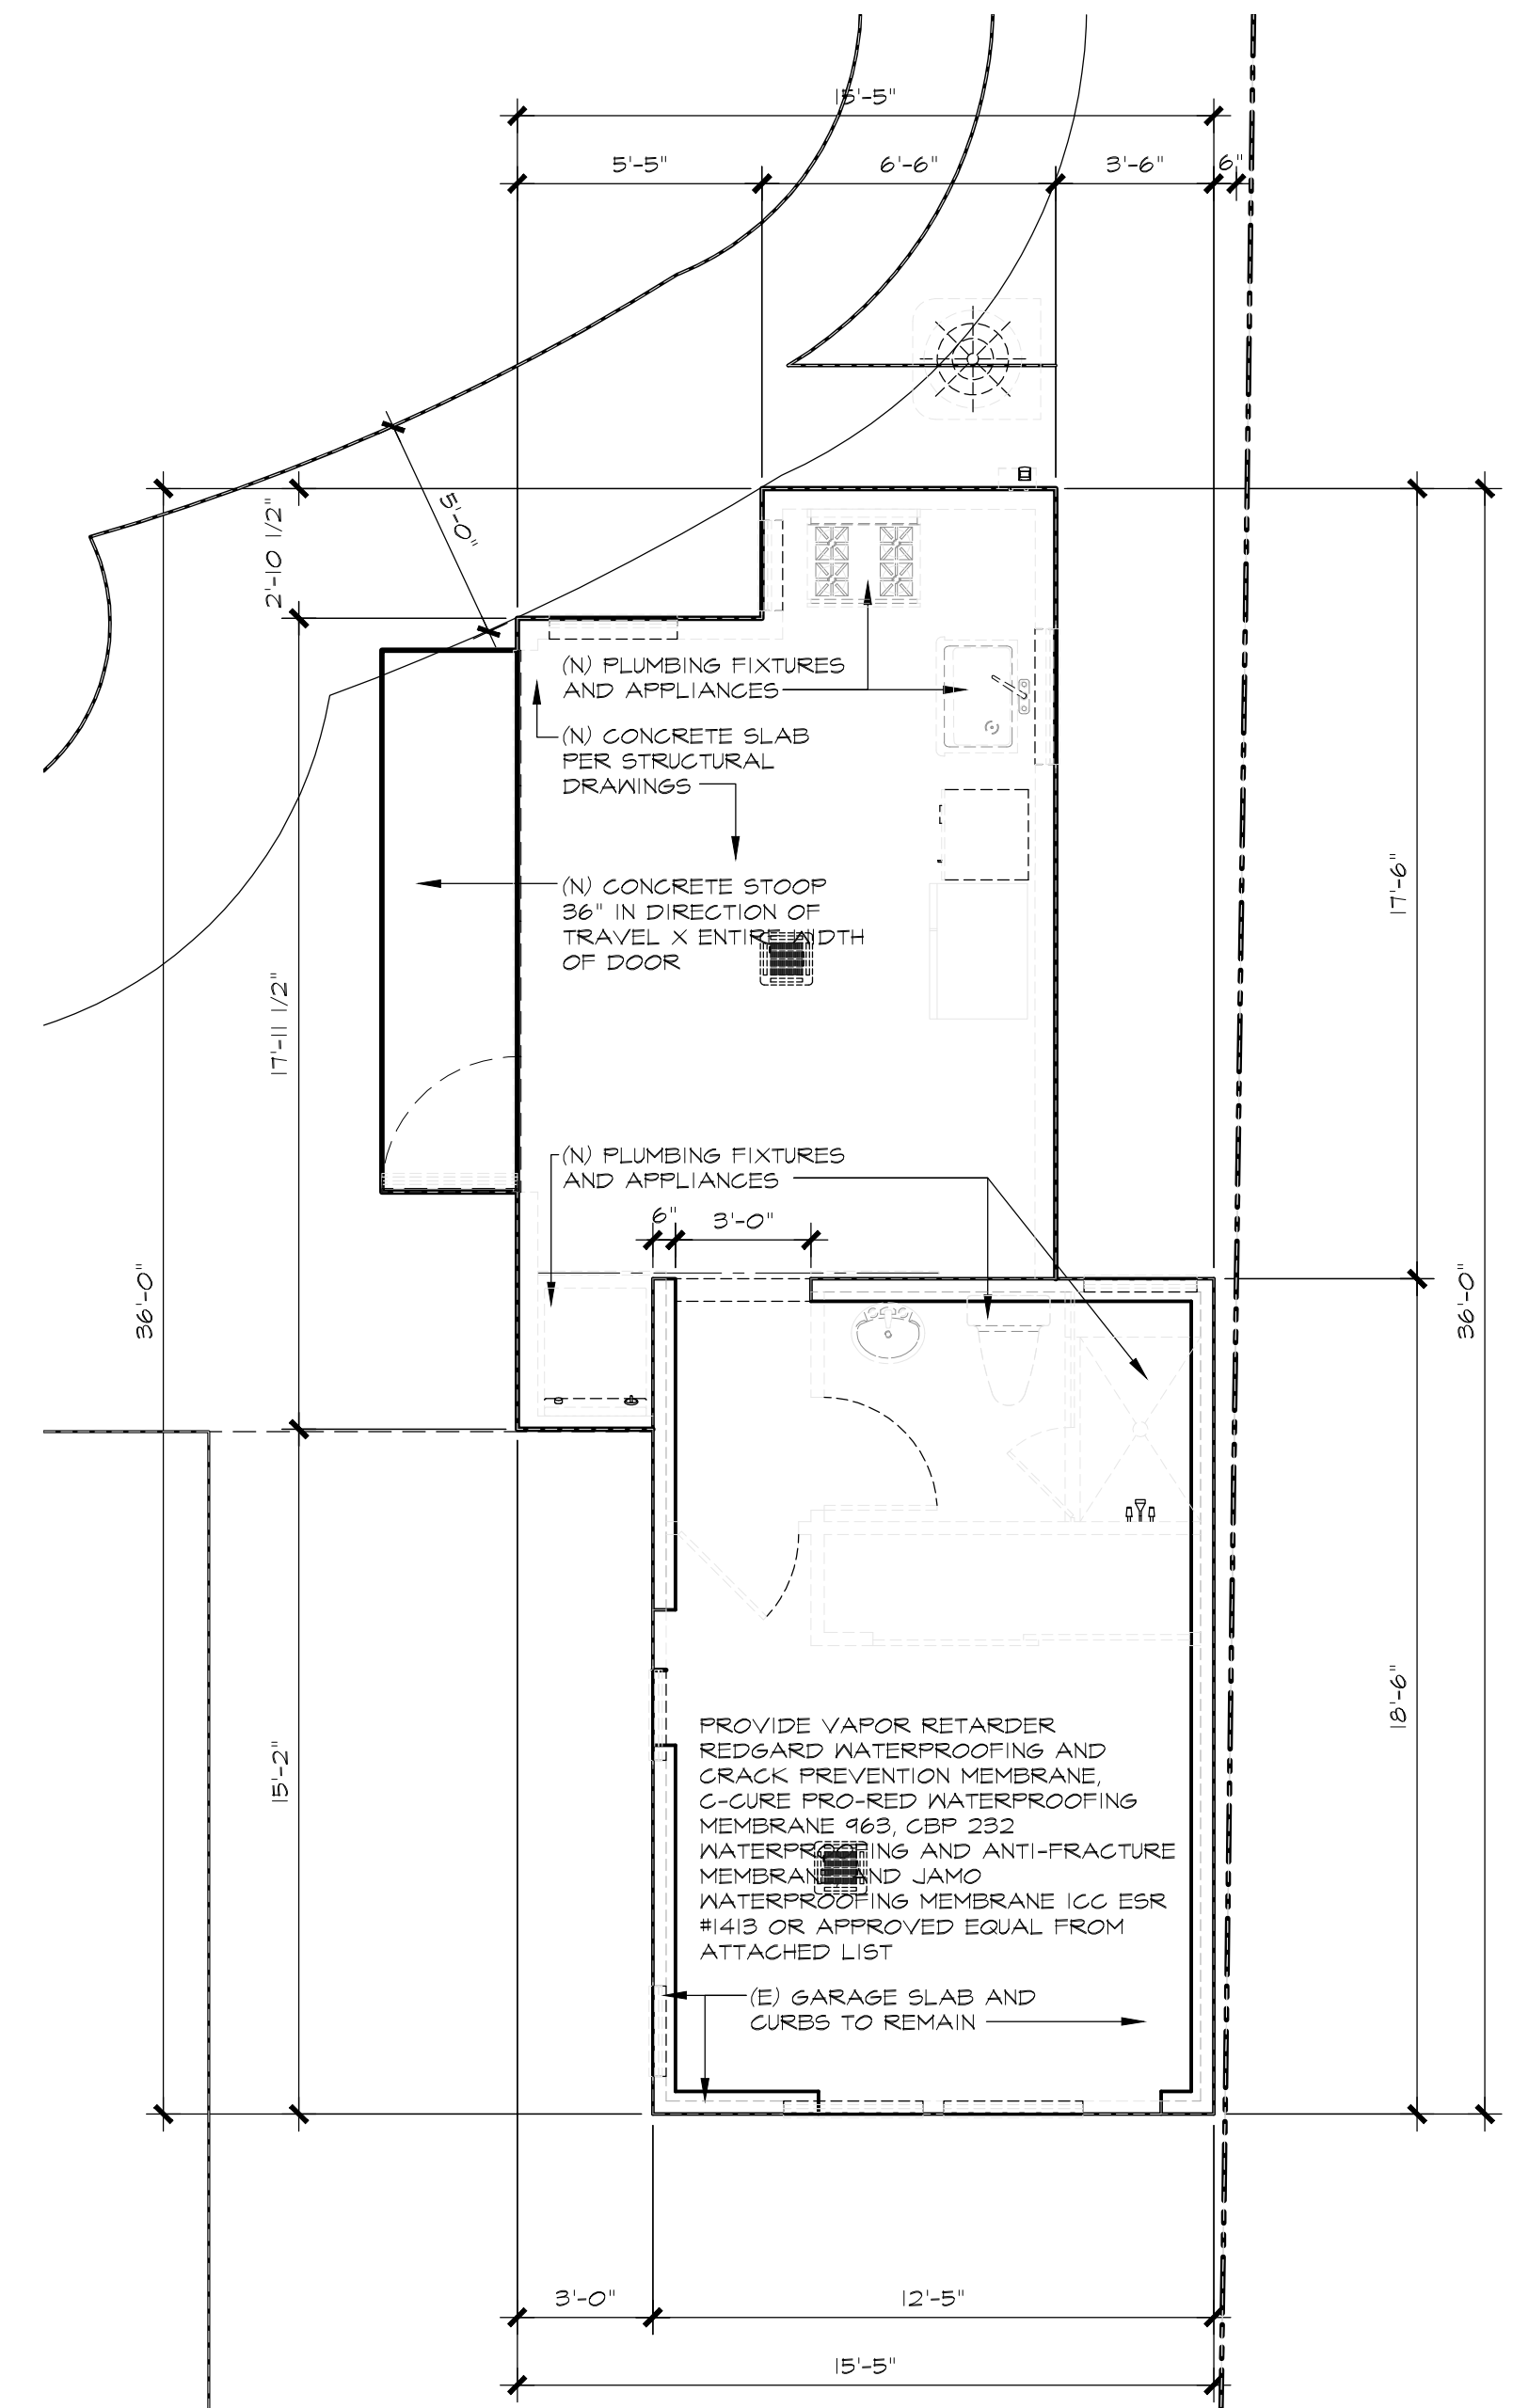 15'-5"
5'-5"
6'-6"
3'-6"
6"
5'-0"
2'-10 1/2"
(N) PLUMBING FIXTURES
AND APPLIANCES
(N) CONCRETE SLAB
PER STRUCTURAL
DRAWINGS
(N) CONCRETE STOOP
36" IN DIRECTION OF
TRAVEL X ENTIRE WIDTH
OF DOOR
17'-6"
17'-11 1/2"
(N) PLUMBING FIXTURES
AND APPLIANCES
6"
3'-0"
36'-0"
36'-0"
18'-6"
15'-2"
PROVIDE VAPOR RETARDER
REDGARD WATERPROOFING AND
CRACK PREVENTION MEMBRANE,
C-CURE PRO-RED WATERPROOFING
MEMBRANE 963, CBP 232
WATERPROOFING AND ANTI-FRACTURE
MEMBRANE AND JAMO
WATERPROOFING MEMBRANE ICC ESR
#1413 OR APPROVED EQUAL FROM
ATTACHED LIST
(E) GARAGE SLAB AND
CURBS TO REMAIN
3'-0"
12'-5"
15'-5"